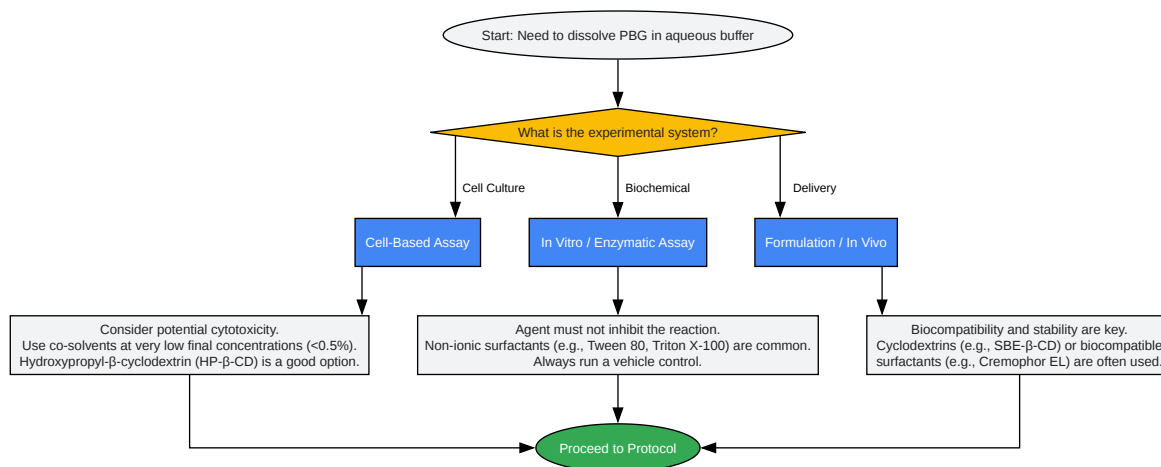 Start: Need to dissolve PBG in aqueous buffer
What is the experimental system?
Cell Culture
Biochemical
Delivery
Cell-Based Assay
In Vitro / Enzymatic Assay
Formulation / In Vivo
Consider potential cytotoxicity.
Use co-solvents at very low final concentrations (<0.5%).
Hydroxypropyl-β-cyclodextrin (HP-β-CD) is a good option.
Agent must not inhibit the reaction.
Non-ionic surfactants (e.g., Tween 80, Triton X-100) are common.
Always run a vehicle control.
Biocompatibility and stability are key.
Cyclodextrins (e.g., SBE-β-CD) or biocompatible
surfactants (e.g., Cremophor EL) are often used.
Proceed to Protocol